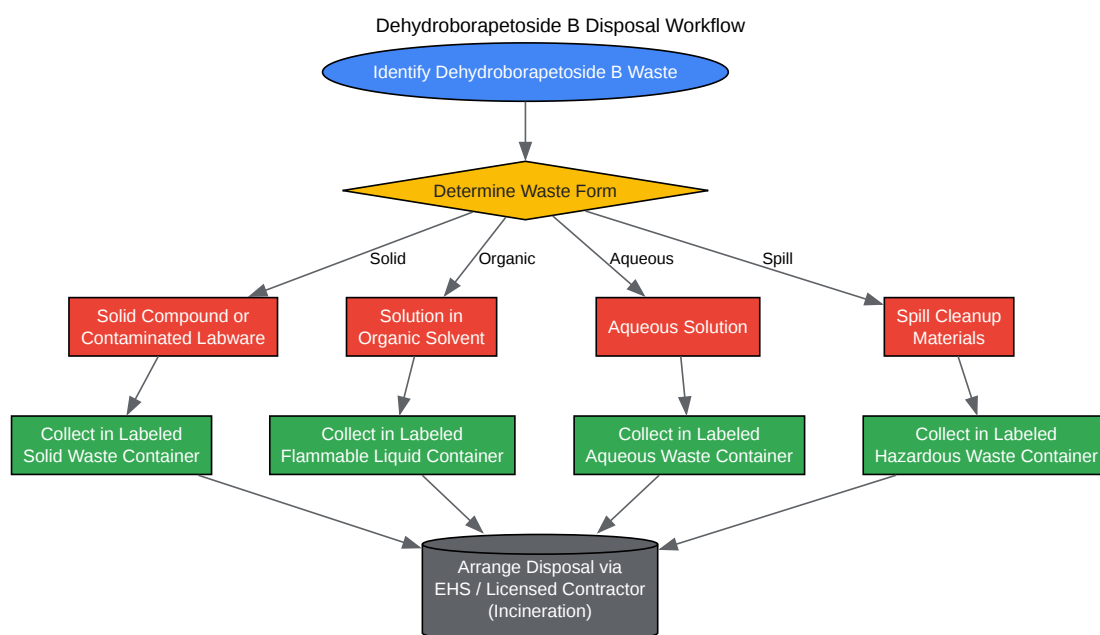 Dehydroborapetoside B Disposal Workflow
Identify Dehydroborapetoside B Waste
Determine Waste Form
Solid
Organic
Aqueous
Spill
Solid Compound or
Contaminated Labware
Solution in
Organic Solvent
Aqueous Solution
Spill Cleanup
Materials
Collect in Labeled
Solid Waste Container
Collect in Labeled
Flammable Liquid Container
Collect in Labeled
Aqueous Waste Container
Collect in Labeled
Hazardous Waste Container
Arrange Disposal via
EHS / Licensed Contractor
(Incineration)